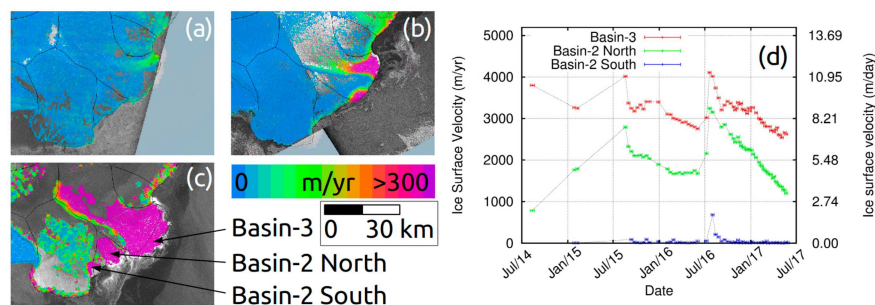 (a)
(b)
(c)
0 m/yr >300
0 30 km
Basin-3
Basin-2 North
Basin-2 South
(d)
Basin-3
Basin-2 North
Basin-2 South
Ice Surface Velocity (m/yr)
5000
4000
3000
2000
1000
0
13.69
10.95
8.21
5.48
2.74
0.00
Ice surface velocity (m/day)
Jul/14 Jan/15 Jul/15 Jan/16 Jul/16 Jan/17 Jul/17
Date